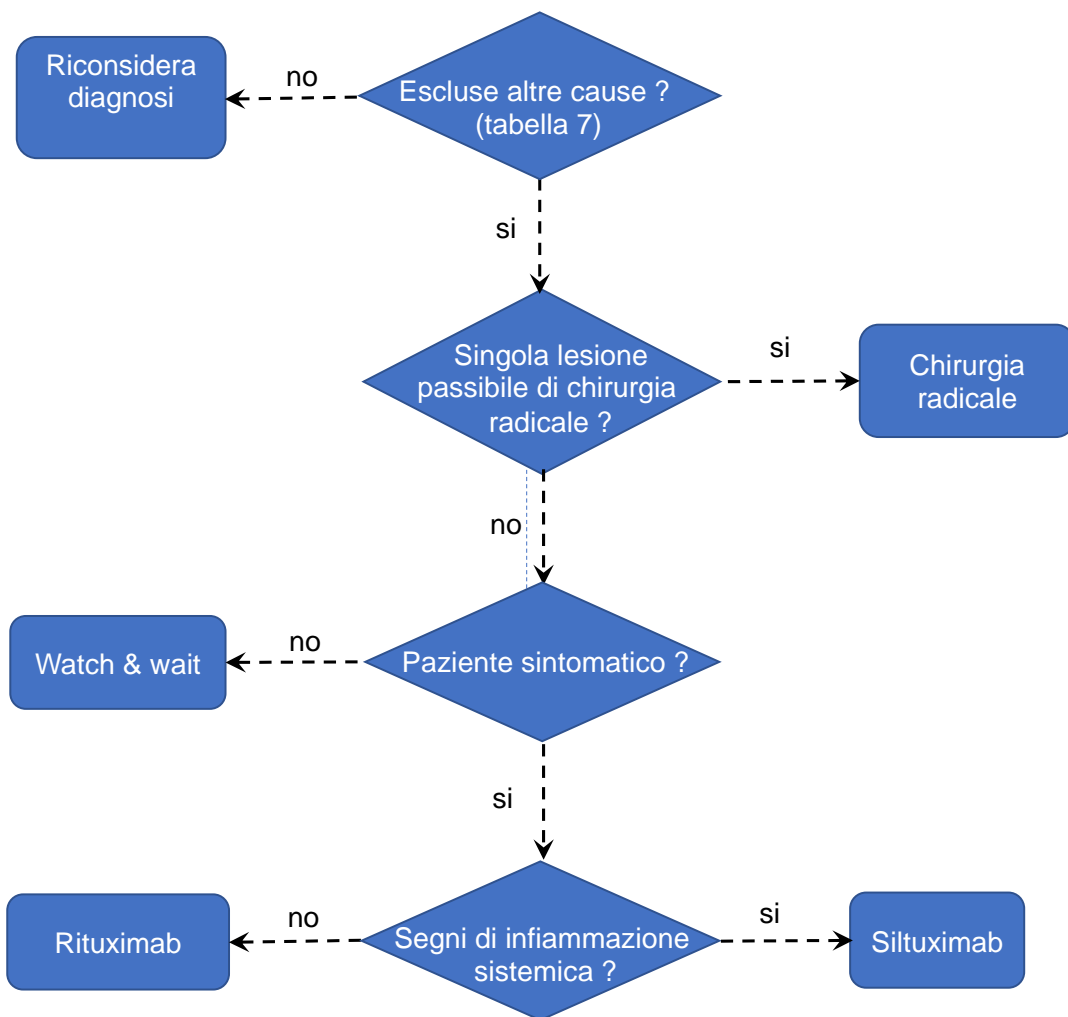 Riconsidera
diagnosi
no
Escluse altre cause ?
(tabella 7)
si
Singola lesione
passibile di chirurgia
radicale ?
si
Chirurgia
radicale
no
Watch & wait
no
Paziente sintomatico ?
si
Rituximab
no
Segni di infiammazione
sistemica ?
si
Siltuximab